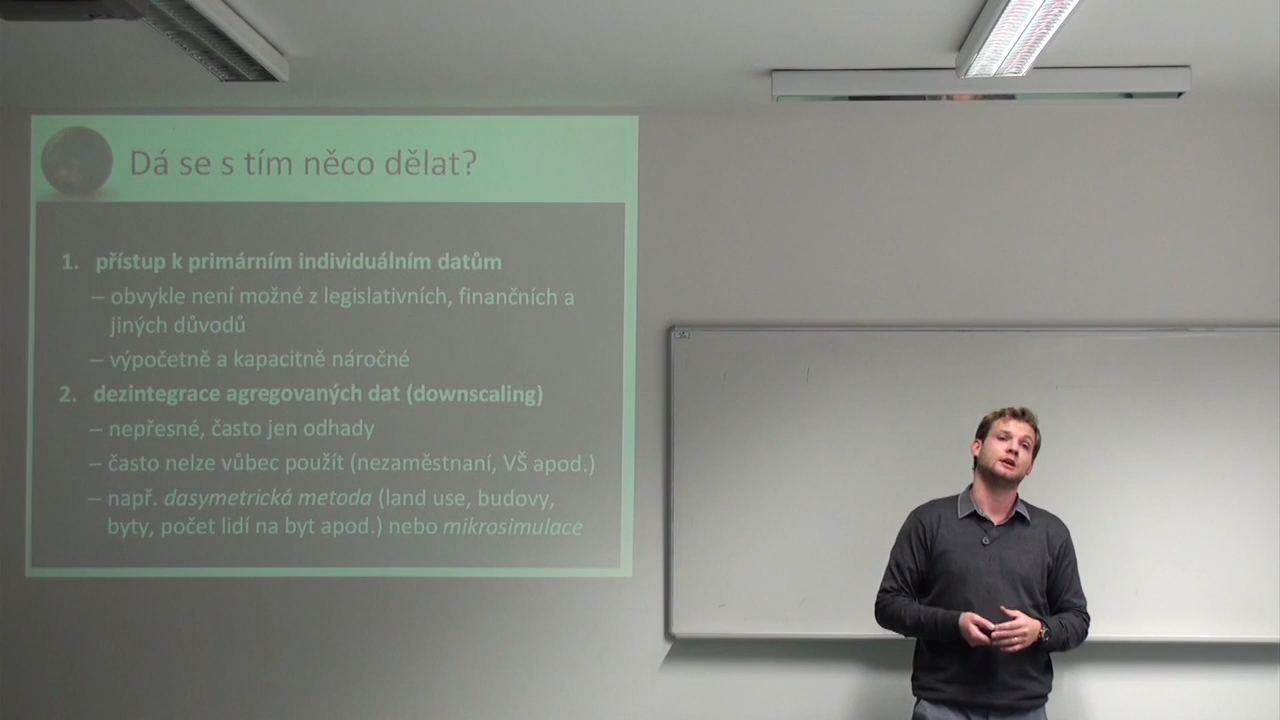 Dá se s tím něco dělat?
1. přístup k primárním individuálním datům
– obvykle není možné z legislativních, finančních a
jiných důvodů
– výpočetně a kapacitně náročné
2. dezintegrace agregovaných dat (downscaling)
– nepřesné, často jen odhady
– často nelze vůbec použít (nezaměstnaní, VŠ apod.)
– např. dasymetrická metoda (land use, budovy,
byty, počet lidí na byt apod.) nebo mikrosimulace